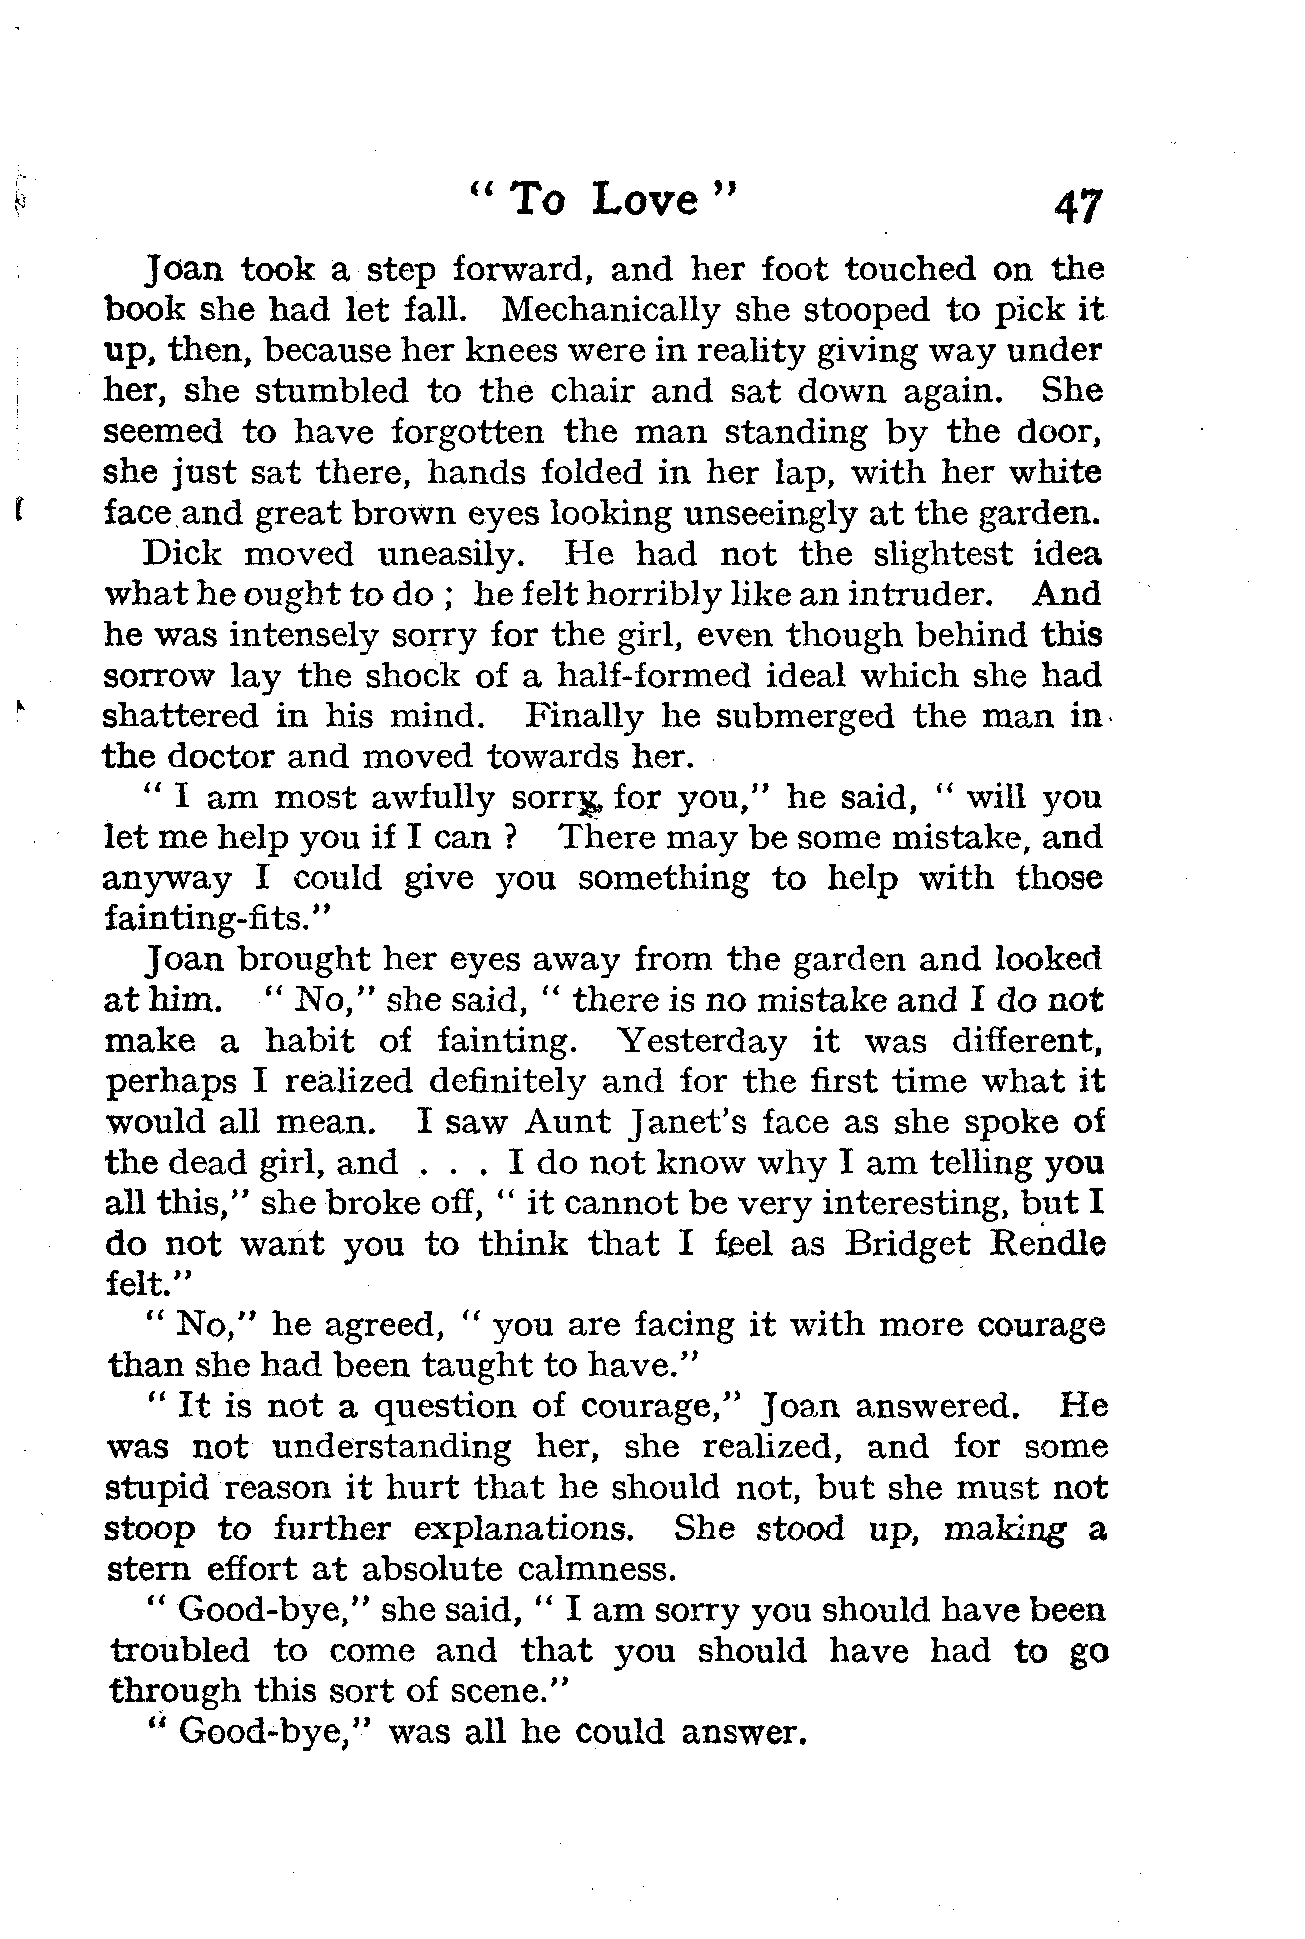 “ To Love ” 47
Joan took a step forward, and her foot touched on the
book she had let fall. Mechanically she stooped to pick it
up, then, because her knees were in reality giving way under
her, she stumbled to the chair and sat down again. She
seemed to have forgotten the man standing by the door,
she just sat there, hands folded in her lap, with her white
face and great brown eyes looking unseeingly at the garden.
Dick moved uneasily. He had not the slightest idea
what he ought to do ; he felt horribly like an intruder. And
he was intensely sorry for the girl, even though behind this
sorrow lay the shock of a half-formed ideal which she had
shattered in his mind. Finally he submerged the man in
the doctor and moved towards her.
“ I am most awfully sorry for you,” he said, “ will you
let me help you if I can ? There may be some mistake, and
anyway I could give you something to help with those
fainting-fits.”
Joan brought her eyes away from the garden and looked
at him. “ No,” she said, “ there is no mistake and I do not
make a habit of fainting. Yesterday it was different,
perhaps I realized definitely and for the first time what it
would all mean. I saw Aunt Janet’s face as she spoke of
the dead girl, and . . . I do not know why I am telling you
all this,” she broke off, “ it cannot be very interesting, but I
do not want you to think that I feel as Bridget Rendle
felt.”
“ No,” he agreed, “ you are facing it with more courage
than she had been taught to have.”
“ It is not a question of courage,” Joan answered. He
was not understanding her, she realized, and for some
stupid reason it hurt that he should not, but she must not
stoop to further explanations. She stood up, making a
stern effort at absolute calmness.
“ Good-bye,” she said, “ I am sorry you should have been
troubled to come and that you should have had to go
through this sort of scene.”
“ Good-bye,” was all he could answer.